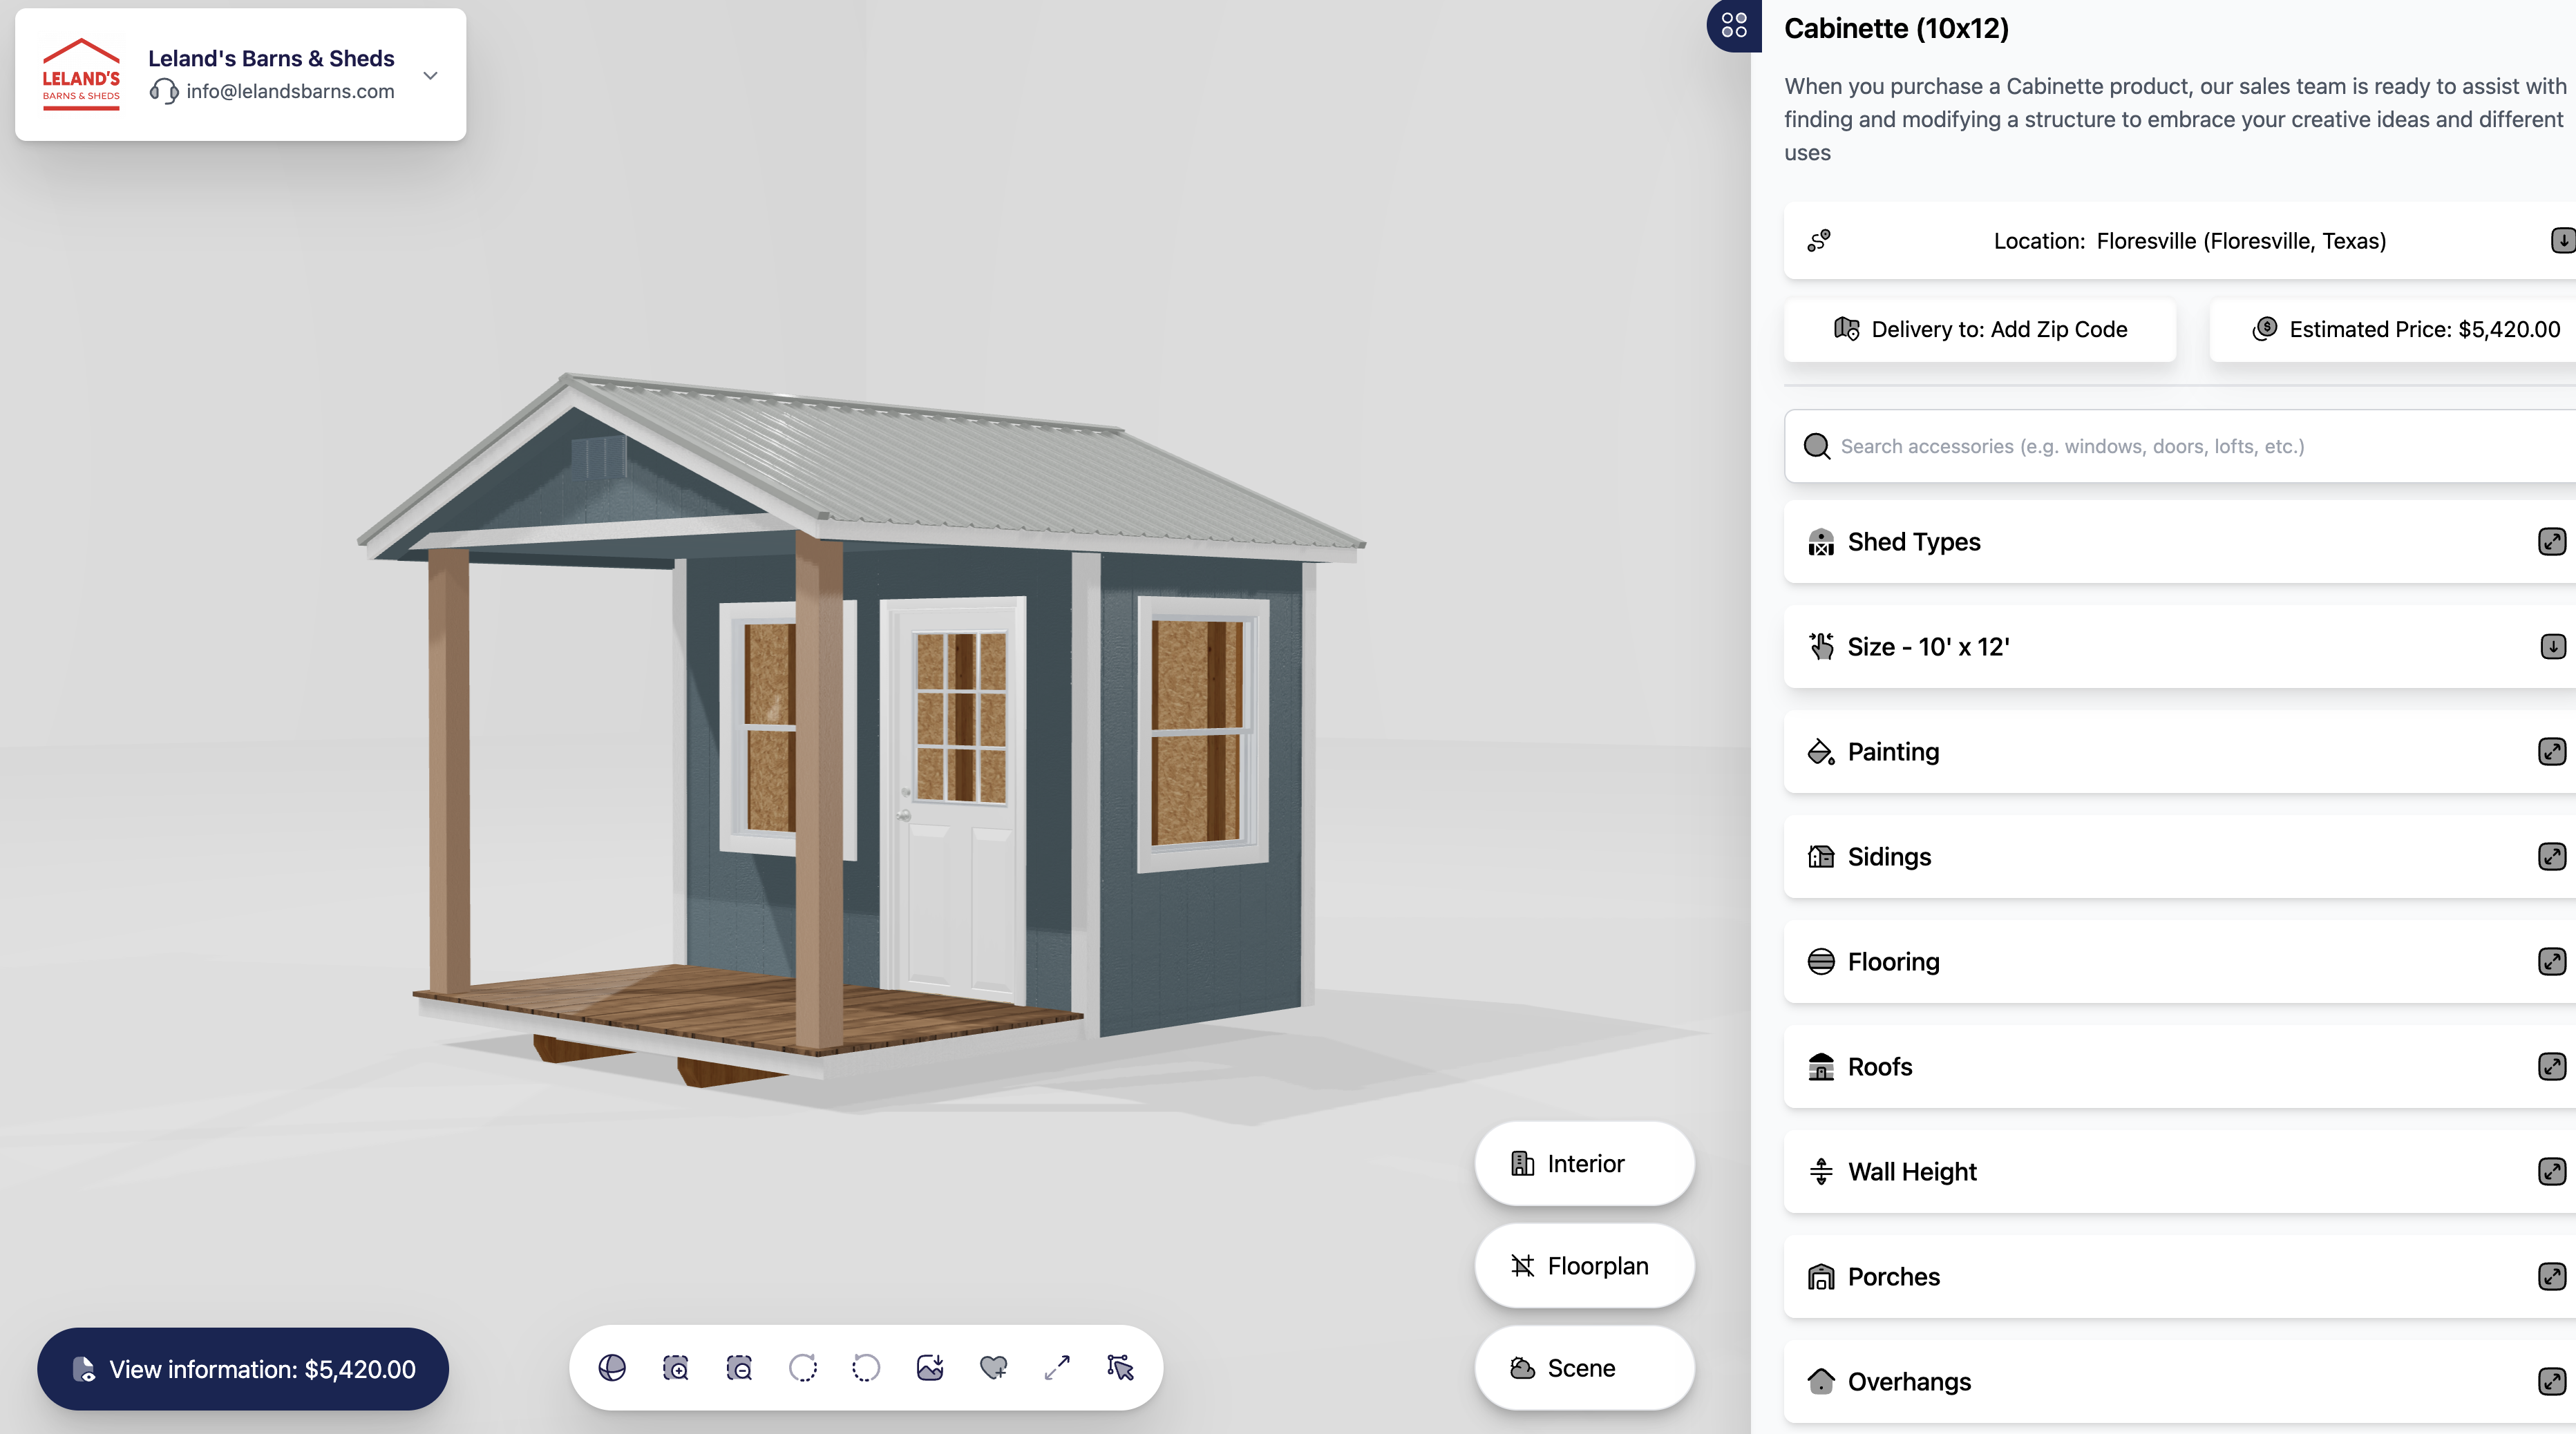 LELAND'S
BARNS & SHEDS
Leland's Barns & Sheds
info@lelandsbarns.com
Cabinette (10x12)
When you purchase a Cabinette product, our sales team is ready to assist with
finding and modifying a structure to embrace your creative ideas and different
uses
Location: Floresville (Floresville, Texas)
Delivery to: Add Zip Code
Estimated Price: $5,420.00
Search accessories (e.g. windows, doors, lofts, etc.)
Shed Types
Size - 10' x 12'
Painting
Sidings
Flooring
Roofs
Wall Height
Porches
Overhangs
Interior
Floorplan
Scene
View information: $5,420.00